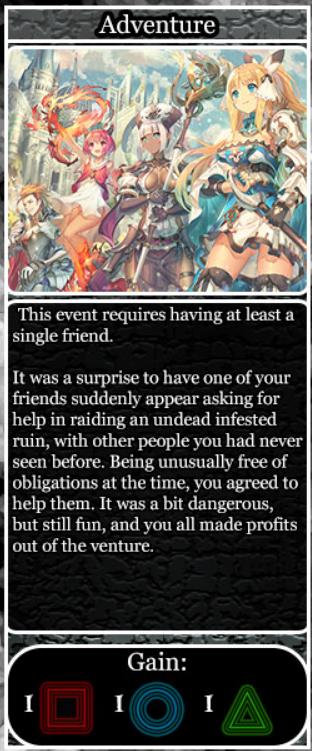 Adventure
This event requires having at least a
single friend.
It was a surprise to have one of your
friends suddenly appear asking for
help in raiding an undead infested
ruin, with other people you had never
seen before. Being unusually free of
obligations at the time, you agreed to
help them. It was a bit dangerous,
but still fun, and you all made profits
out of the venture.
Gain:
1 1 1